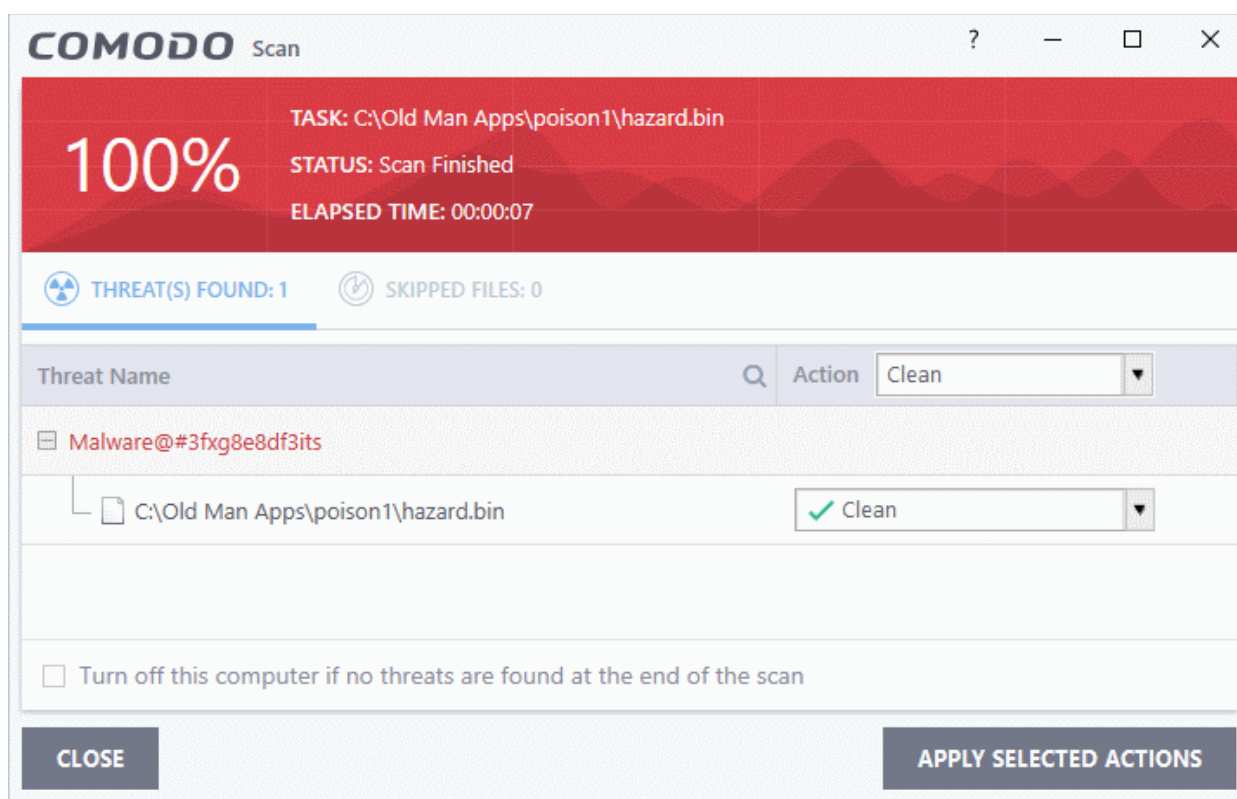 COMODO Scan ?
100%
TASK: C:\Old Man Apps\poison1\hazard.bin
STATUS: Scan Finished
ELAPSED TIME: 00:00:07
THREAT(S) FOUND: 1 SKIPPED FILES: 0
Threat Name Action Clean
Malware@#3fxg8e8df3its
C:\Old Man Apps\poison1\hazard.bin Clean
Turn off this computer if no threats are found at the end of the scan
CLOSE APPLY SELECTED ACTIONS